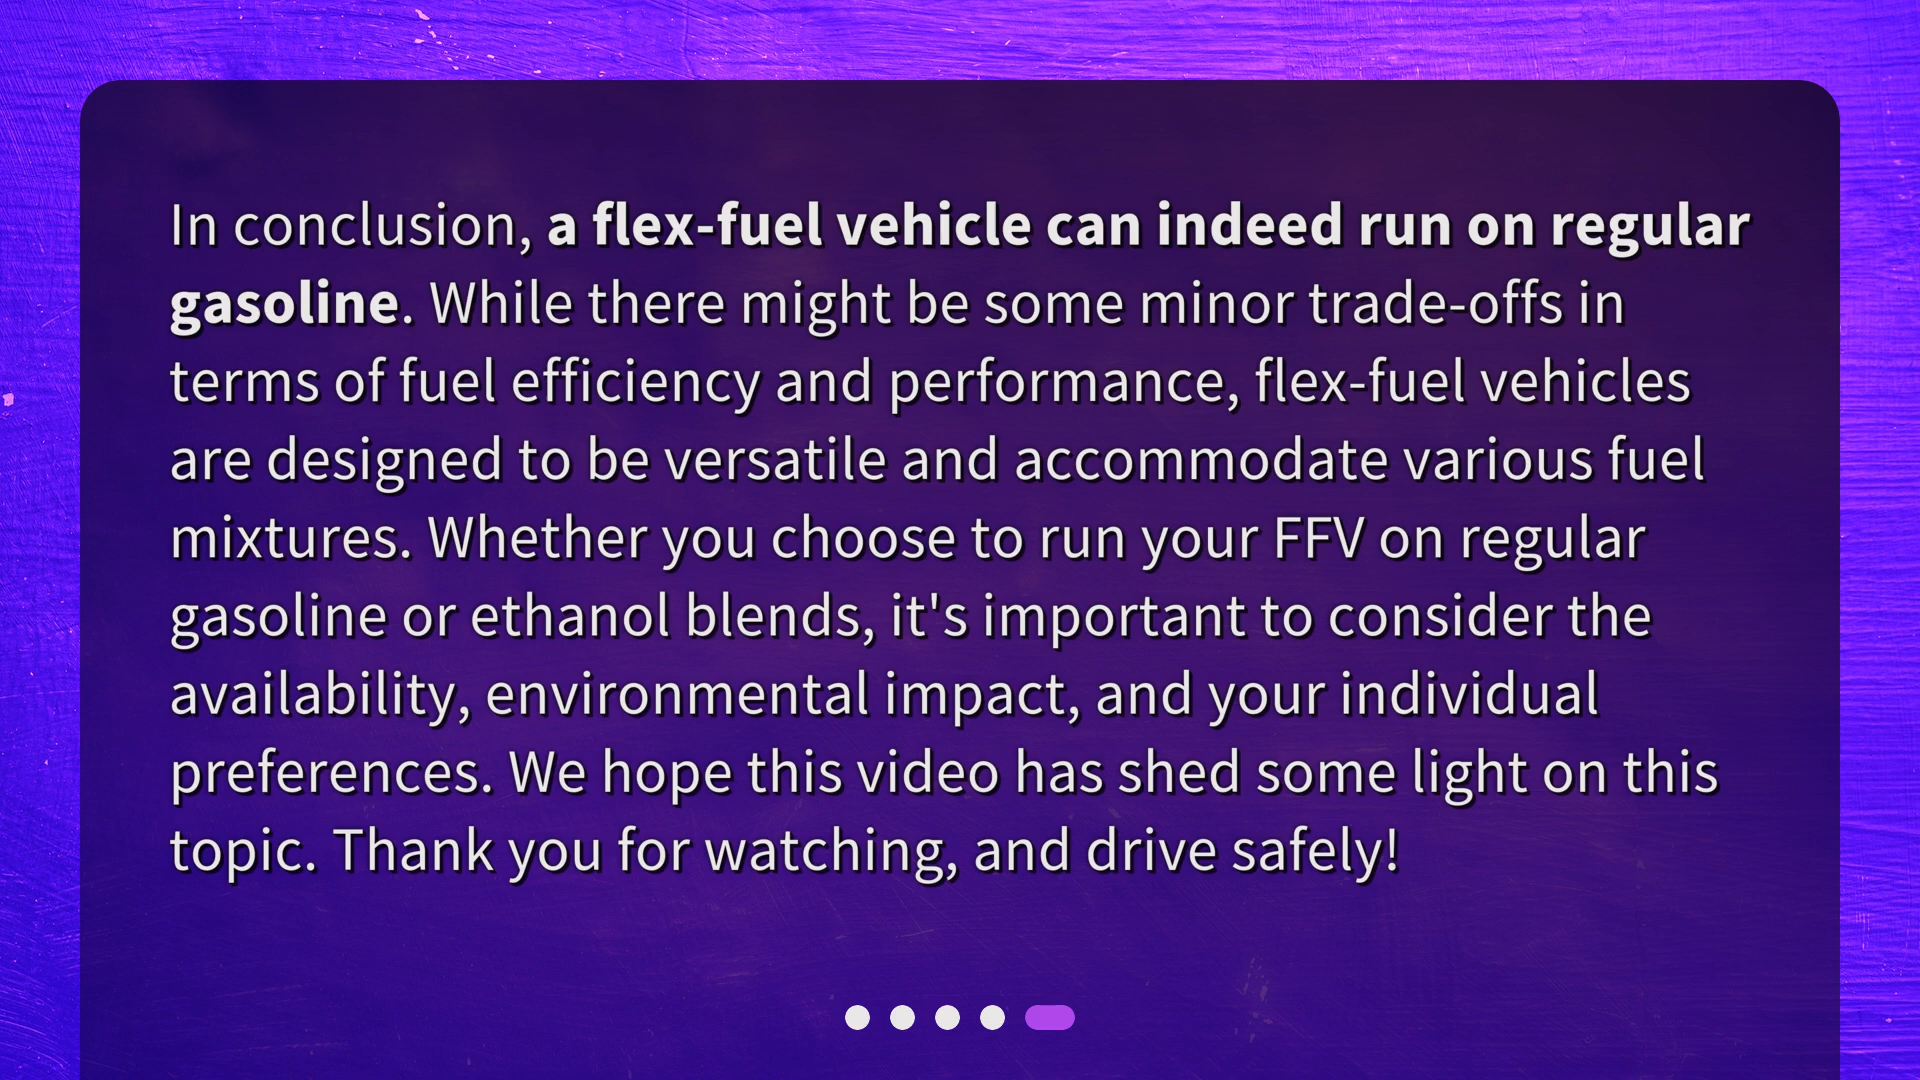 In conclusion, a flex-fuel vehicle can indeed run on regular
gasoline. While there might be some minor trade-offs in
terms of fuel efficiency and performance, flex-fuel vehicles
are designed to be versatile and accommodate various fuel
mixtures. Whether you choose to run your FFV on regular
gasoline or ethanol blends, it's important to consider the
availability, environmental impact, and your individual
preferences. We hope this video has shed some light on this
topic. Thank you for watching, and drive safely!